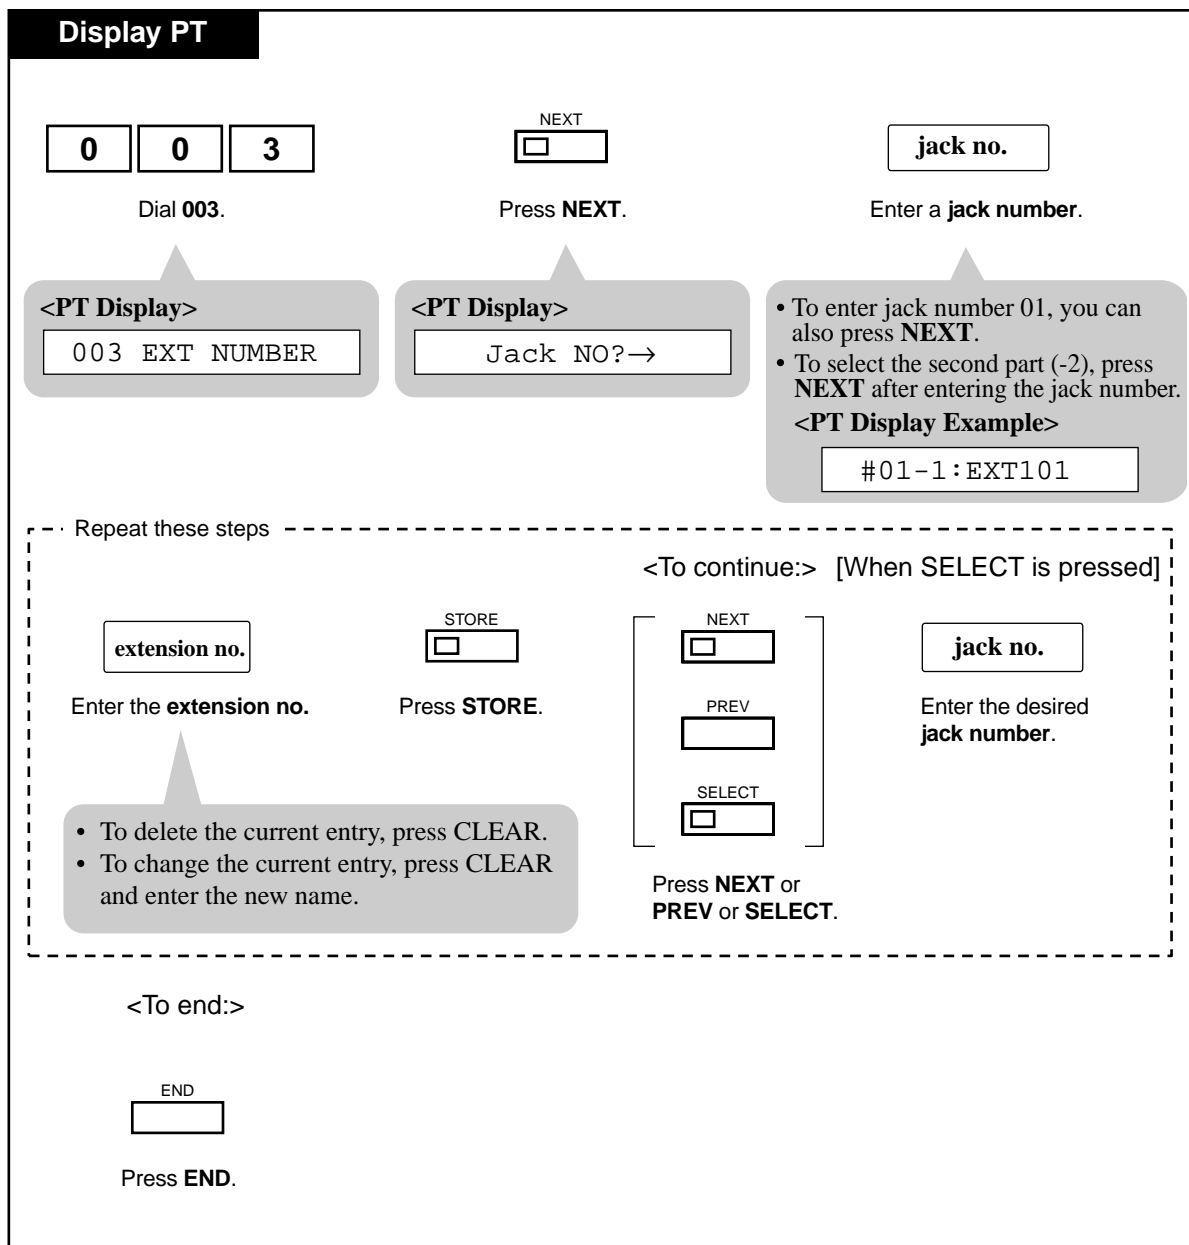 Display PT
0 0 3
NEXT
jack no.
Dial 003.
Press NEXT.
Enter a jack number.
<PT Display>
003 EXT NUMBER
<PT Display>
Jack NO?→
• To enter jack number 01, you can
also press NEXT.
• To select the second part (-2), press
NEXT after entering the jack number.
<PT Display Example>
#01-1:EXT101
Repeat these steps
<To continue:> [When SELECT is pressed]
extension no.
STORE
NEXT
PREV
SELECT
jack no.
Enter the extension no.
Press STORE.
Press NEXT or
PREV or SELECT.
Enter the desired
jack number.
• To delete the current entry, press CLEAR.
• To change the current entry, press CLEAR
and enter the new name.
<To end:>
END
Press END.